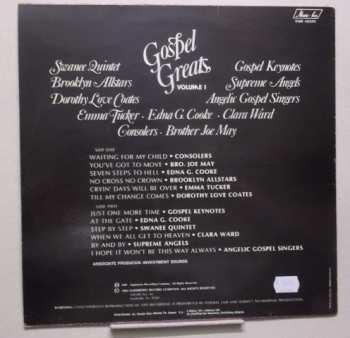 Gospel
Greats
VOLUME 1
Swanee Quintet
Gospel Keynotes
Brooklyn Allstars
Supreme Angels
Dorothy Love Coates
Angelic Gospel Singers
Emma Tucker • Edna G. Cooke • Clara Ward
Consolers • Brother Joe May
SIDE ONE
WAITING FOR MY CHILD • CONSOLERS
YOU'VE GOT TO MOVE • BRO. JOE MAY
SEVEN STEPS TO HELL • EDNA G. COOKE
NO CROSS NO CROWN • BROOKLYN ALLSTARS
CRYIN' DAYS WILL BE OVER • EMMA TUCKER
TILL MY CHANGE COMES • DOROTHY LOVE COATES
SIDE TWO
JUST ONE MORE TIME • GOSPEL KEYNOTES
AT THE GATE • EDNA G. COOKE
STEP BY STEP • SWANEE QUINTET
WHEN WE ALL GET TO HEAVEN • CLARA WARD
BY AND BY • SUPREME ANGELS
I HOPE IT WON'T BE THIS WAY ALWAYS • ANGELIC GOSPEL SINGERS